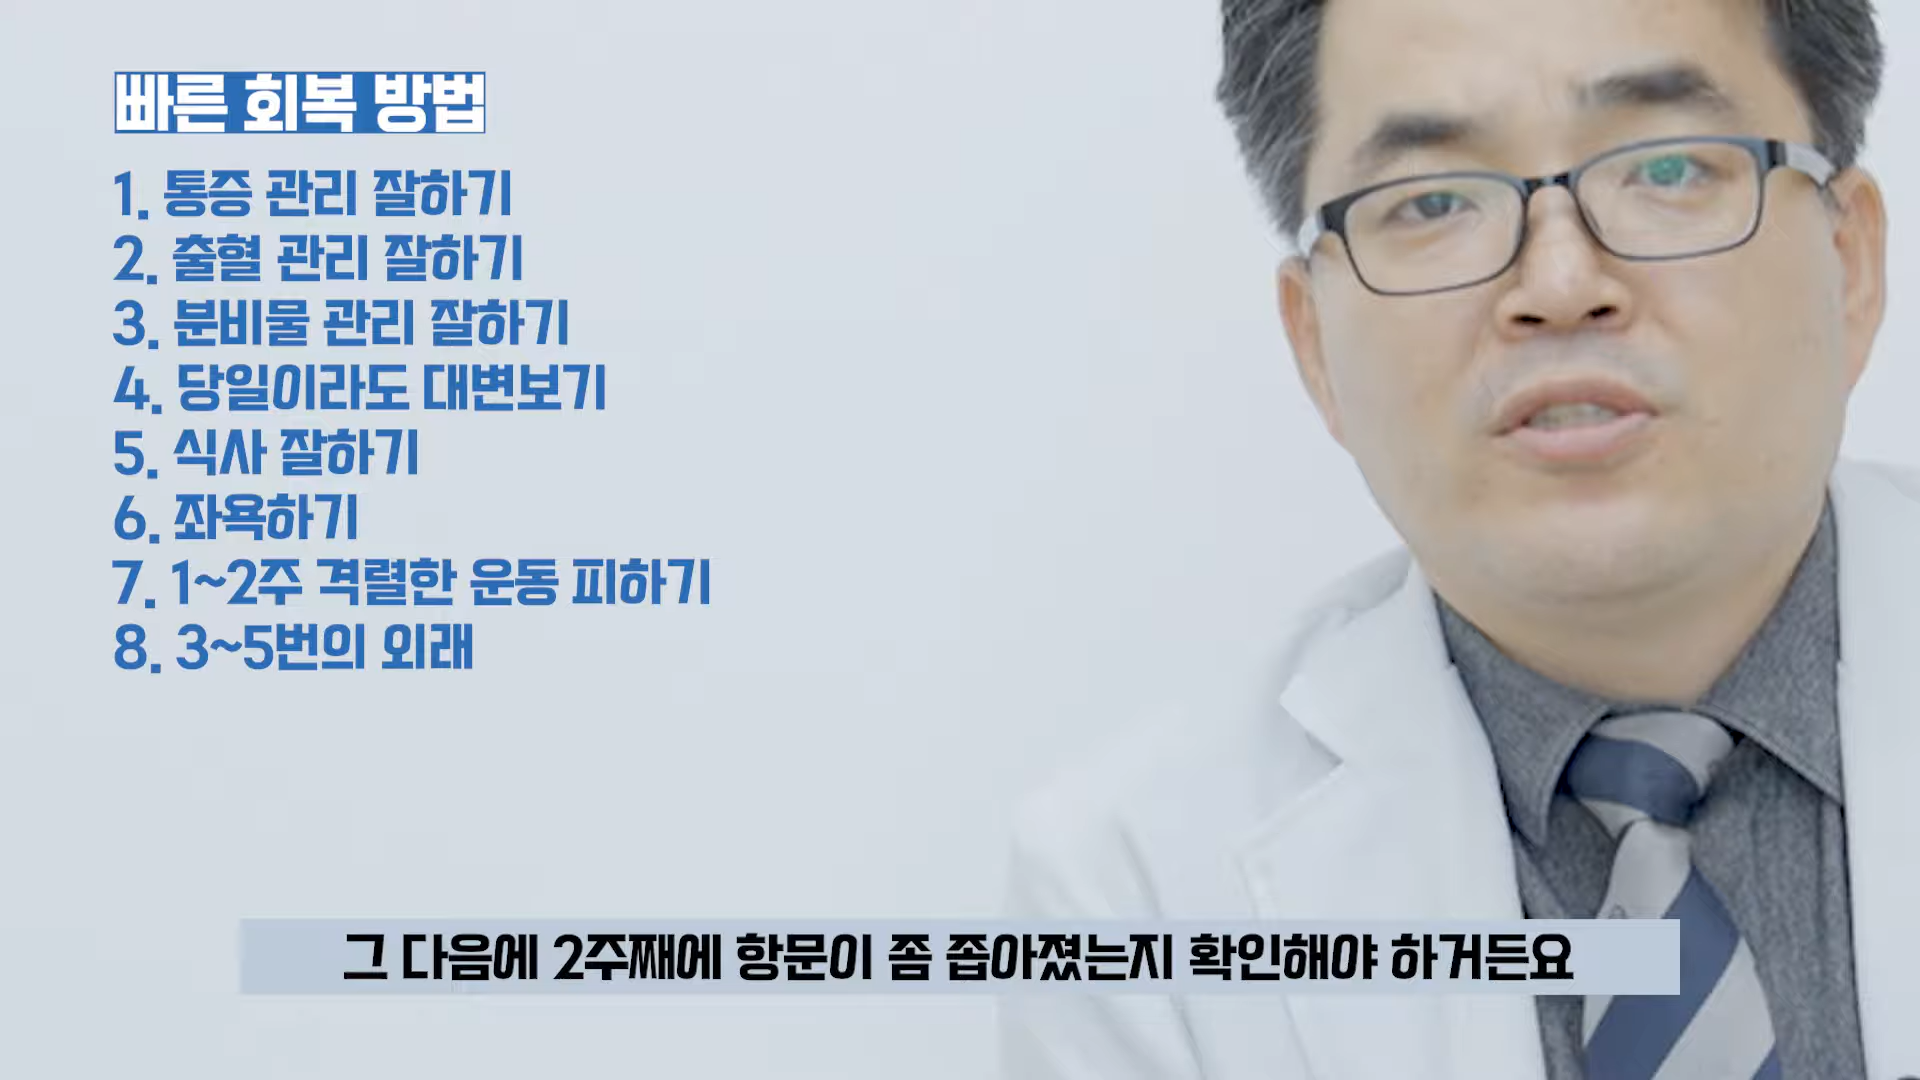 빠른 회복 방법
1. 통증 관리 잘하기
2. 출혈 관리 잘하기
3. 분비물 관리 잘하기
4. 당일이라도 대변보기
5. 식사 잘하기
6. 좌욕하기
7. 1~2주 격렬한 운동 피하기
8. 3~5번의 외래
그 다음에 2주째에 항문이 좀 좁아졌는지 확인해야 하거든요